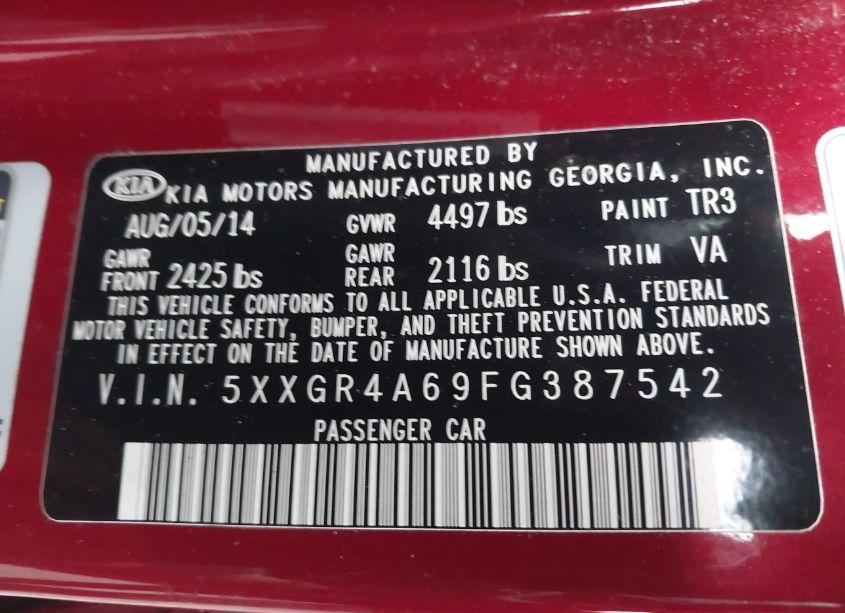 MANUFACTURED BY
KIA KIA MOTORS MANUFACTURING GEORGIA, INC.
AUG/05/14 GVWR 4497 lbs PAINT TR3
GAWR FRONT 2425 lbs GAWR REAR 2116 lbs TRIM VA
THIS VEHICLE CONFORMS TO ALL APPLICABLE U.S.A. FEDERAL
MOTOR VEHICLE SAFETY, BUMPER, AND THEFT PREVENTION STANDARDS
IN EFFECT ON THE DATE OF MANUFACTURE SHOWN ABOVE.
V.I.N. 5XXGR4A69FG387542
PASSENGER CAR